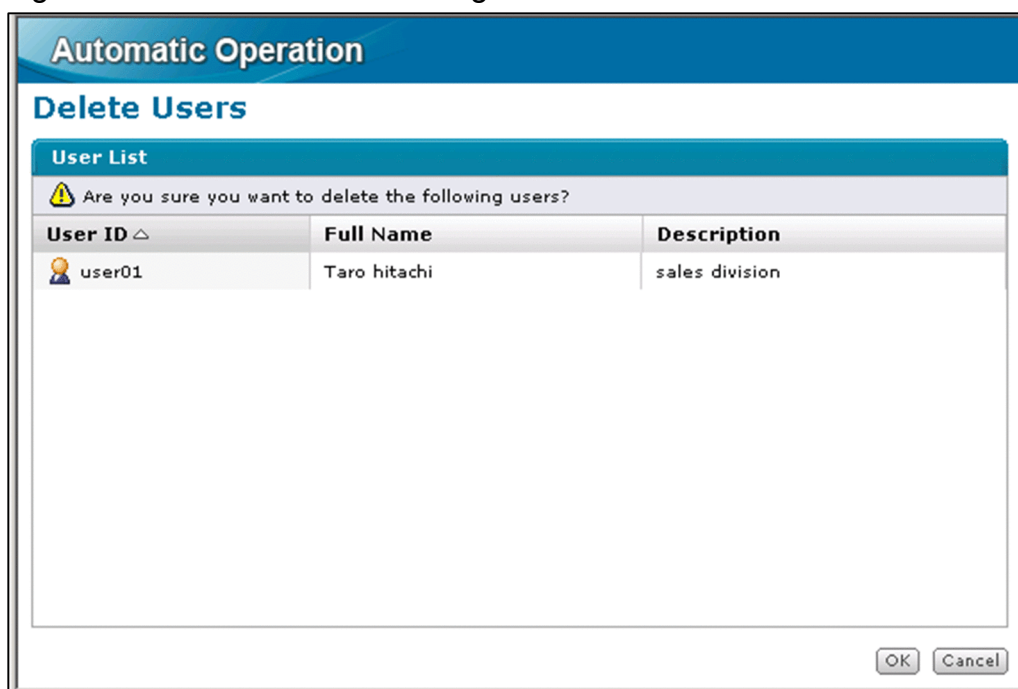 Automatic Operation
Delete Users
User List
Are you sure you want to delete the following users?
User ID Full Name Description
user01 Taro hitachi sales division
OK Cancel